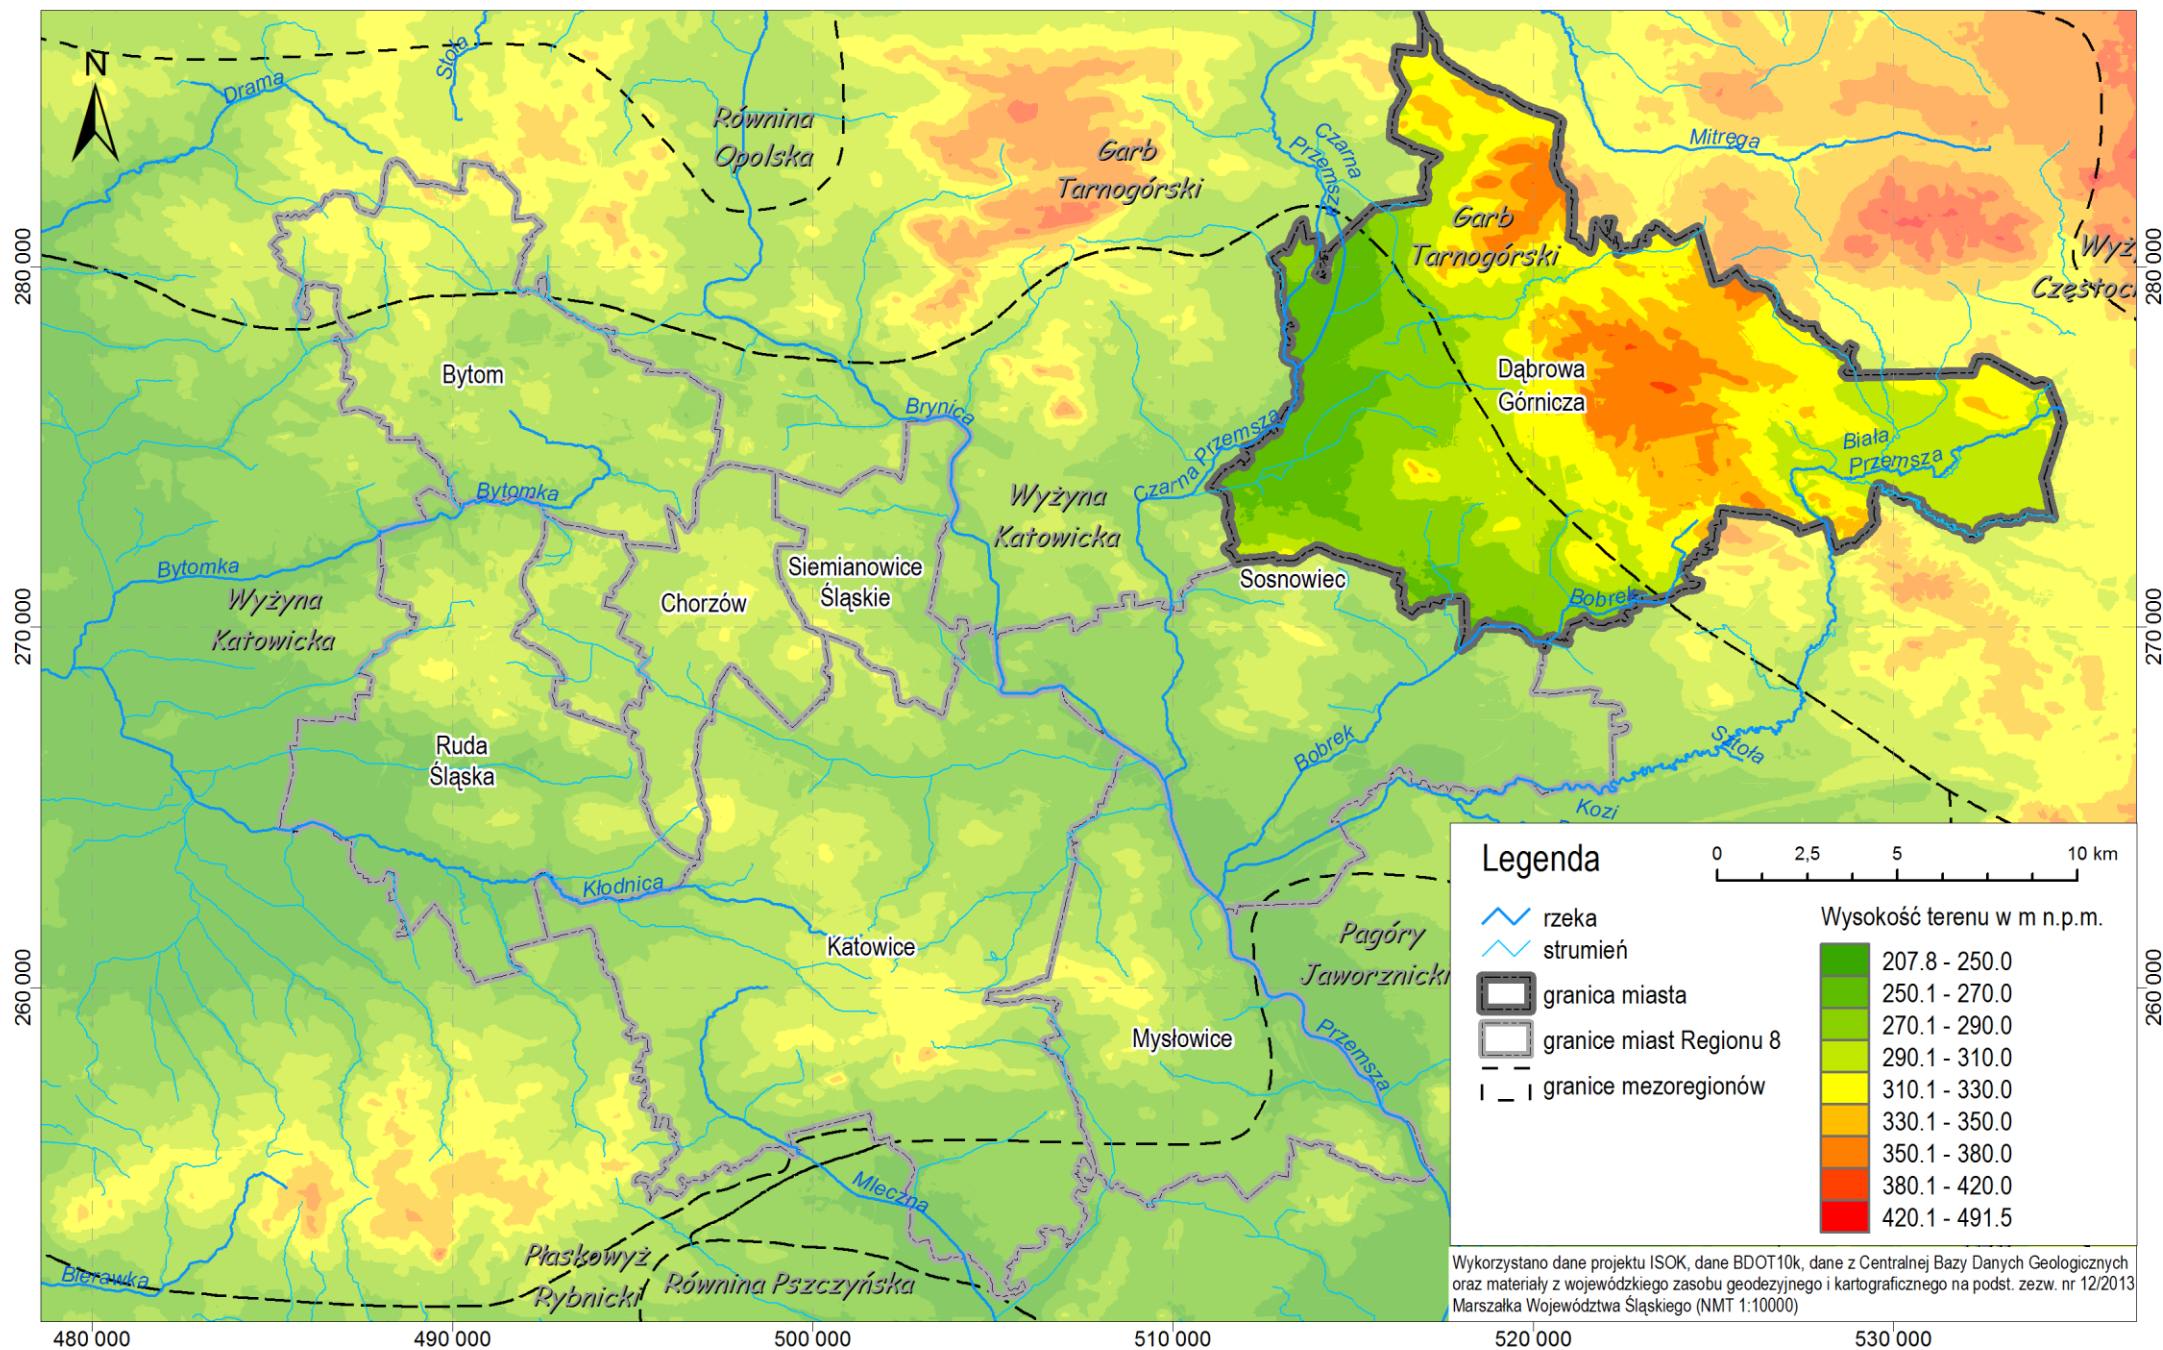 N
Drama
Stoła
Równina
Opolska
Garb
Tarnogórski
Czarna
Przemsza
Mitręga
Garb
Tarnogórski
Bytom
Brynica
Dąbrowa
Górnicza
Czarna Przemsza
Biała
Przemsza
Bytomka
Wyżyna
Katowicka
Bytomka
Wyżyna
Katowicka
Chorzów
Siemianowice
Śląskie
Sosnowiec
Bobrek
Ruda
Śląska
Bobrek
Sztoła
Kozi
Kłodnica
Katowice
Pagóry
Jaworznicki
Mysłowice
Przemsza
Mleczna
Bierawka
Płaskowyż
Rybnicki
Równina Pszczyńska
280 000
270 000
260 000
280 000
270 000
260 000
480 000
490 000
500 000
510 000
520 000
530 000
Legenda
0 2,5 5 10 km
rzeka
strumień
granica miasta
granice miast Regionu 8
granice mezoregionów
Wysokość terenu w m n.p.m.
207.8 - 250.0
250.1 - 270.0
270.1 - 290.0
290.1 - 310.0
310.1 - 330.0
330.1 - 350.0
350.1 - 380.0
380.1 - 420.0
420.1 - 491.5
Wykorzystano dane projektu ISOK, dane BDOT10k, dane z Centralnej Bazy Danych Geologicznych
oraz materiały z wojewódzkiego zasobu geodezyjnego i kartograficznego na podst. zezw. nr 12/2013
Marszałka Województwa Śląskiego (NMT 1:10000)